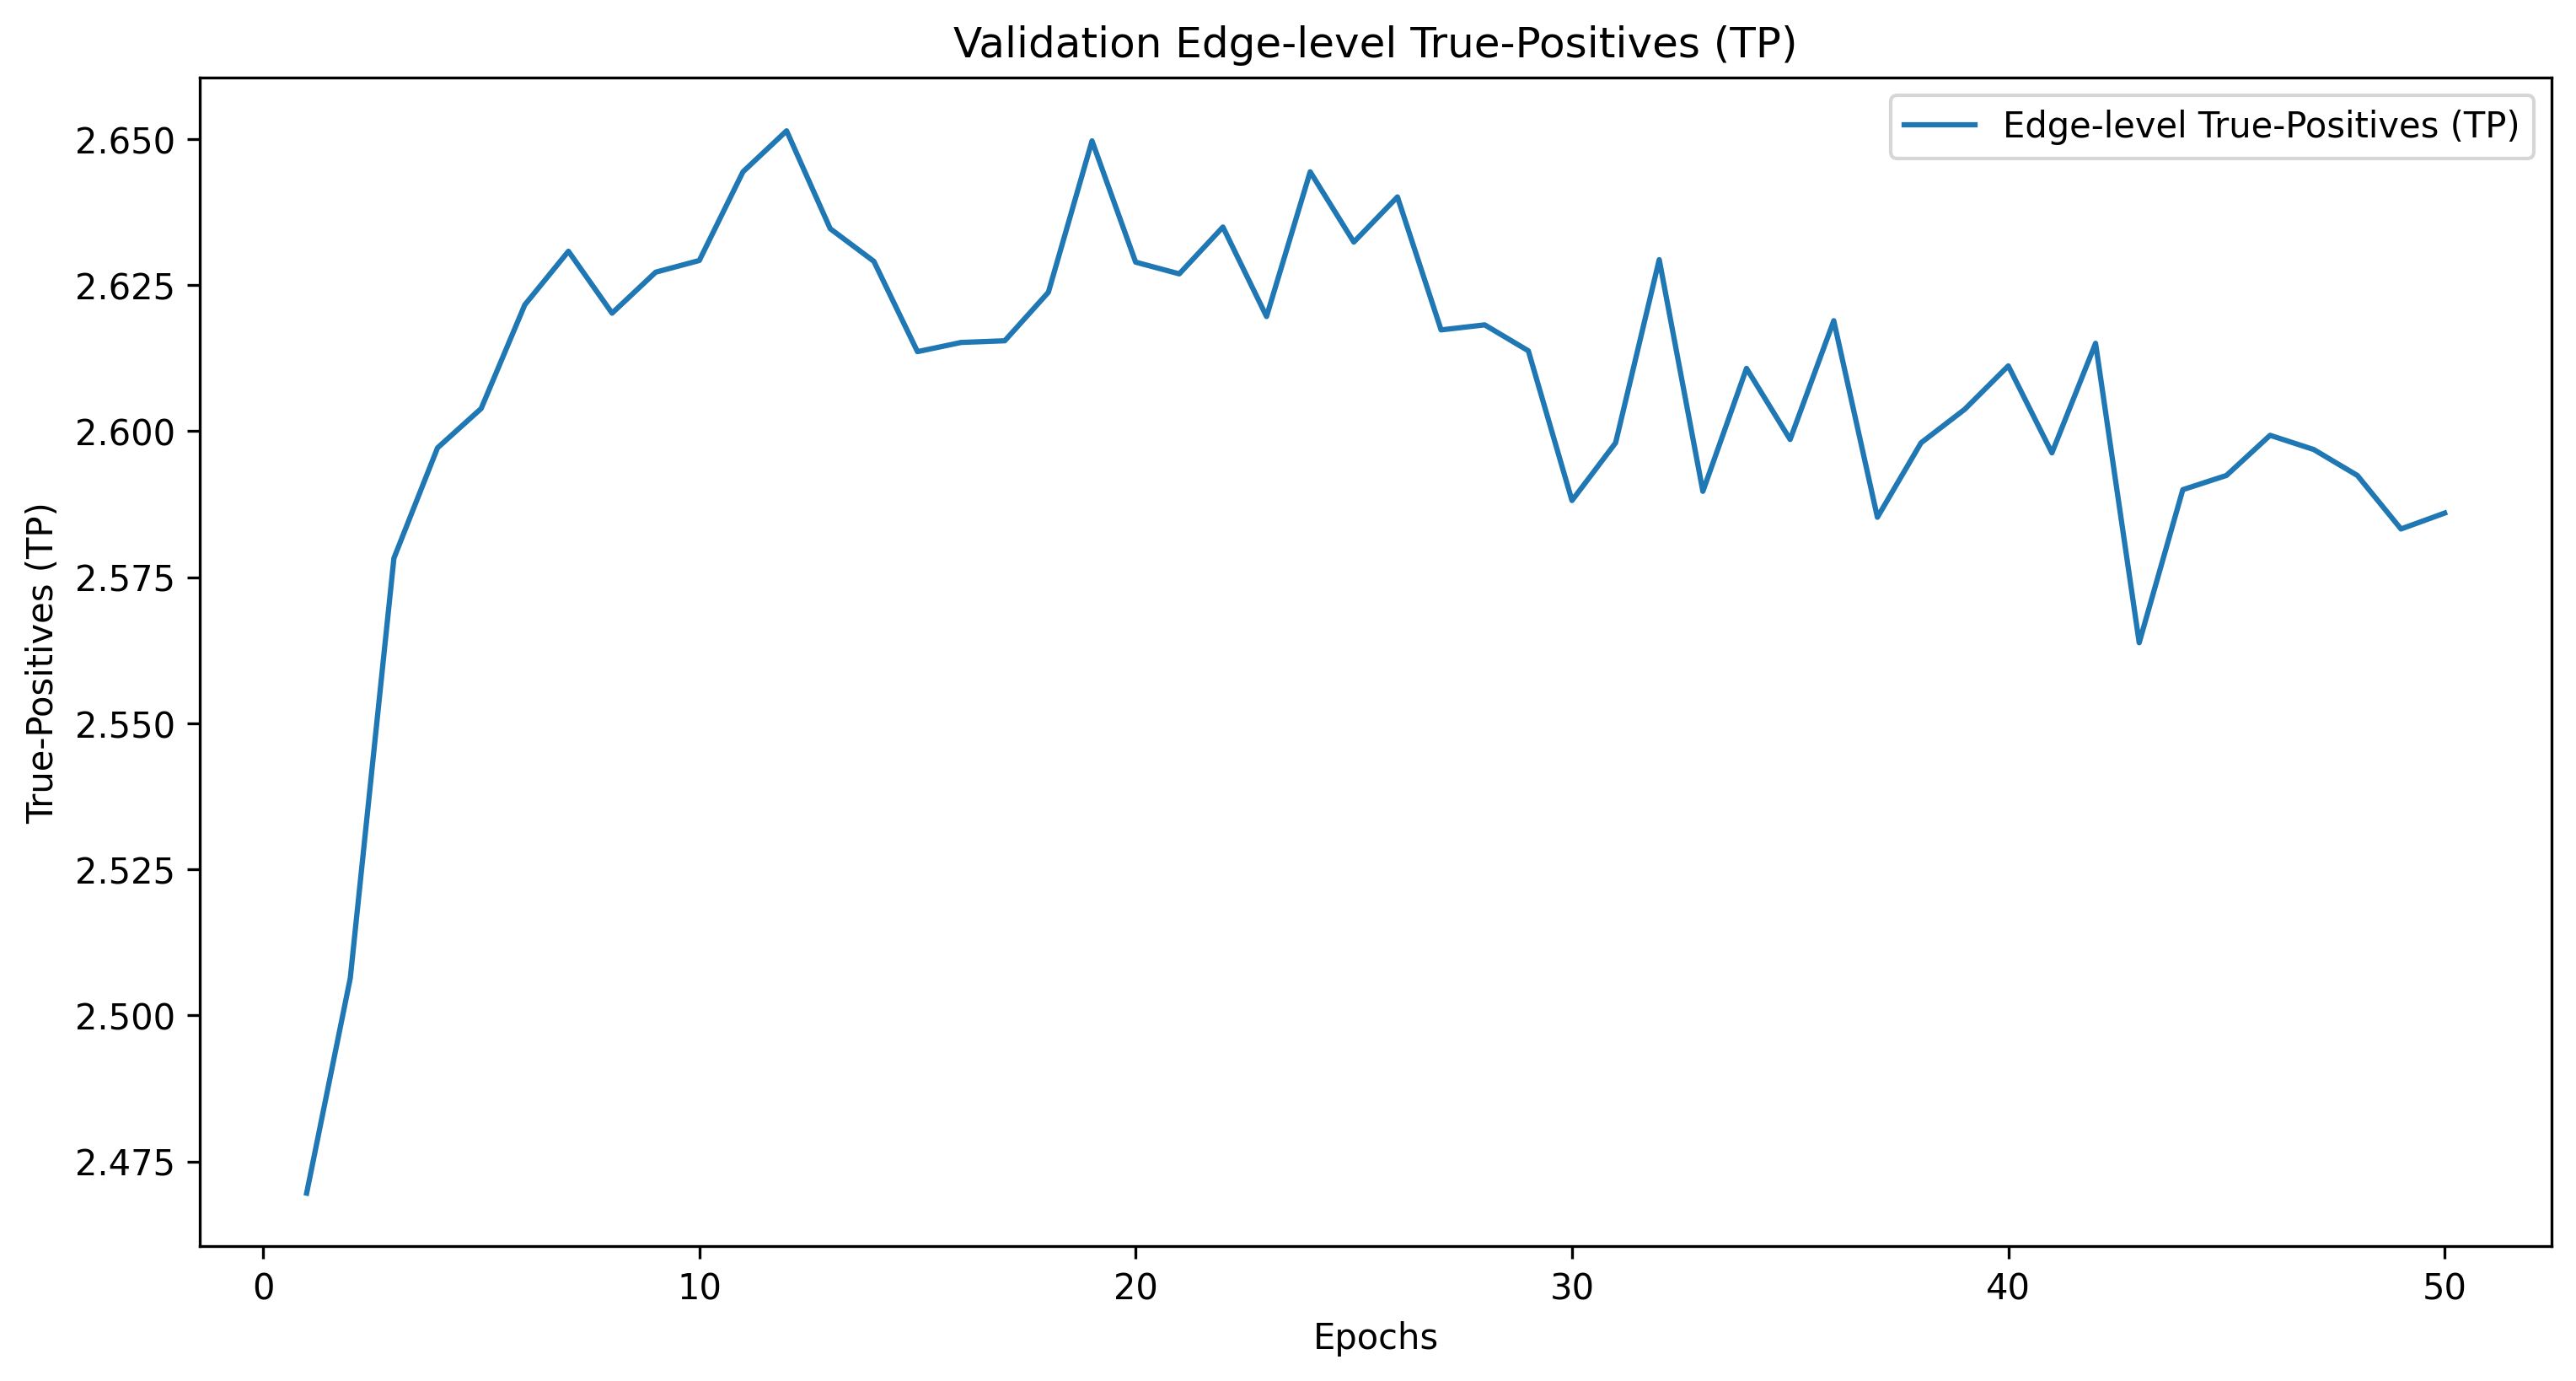 Validation Edge-level True-Positives (TP)
Edge-level True-Positives (TP)
True-Positives (TP)
2.650
2.625
2.600
2.575
2.550
2.525
2.500
2.475
0 10 20 30 40 50
Epochs